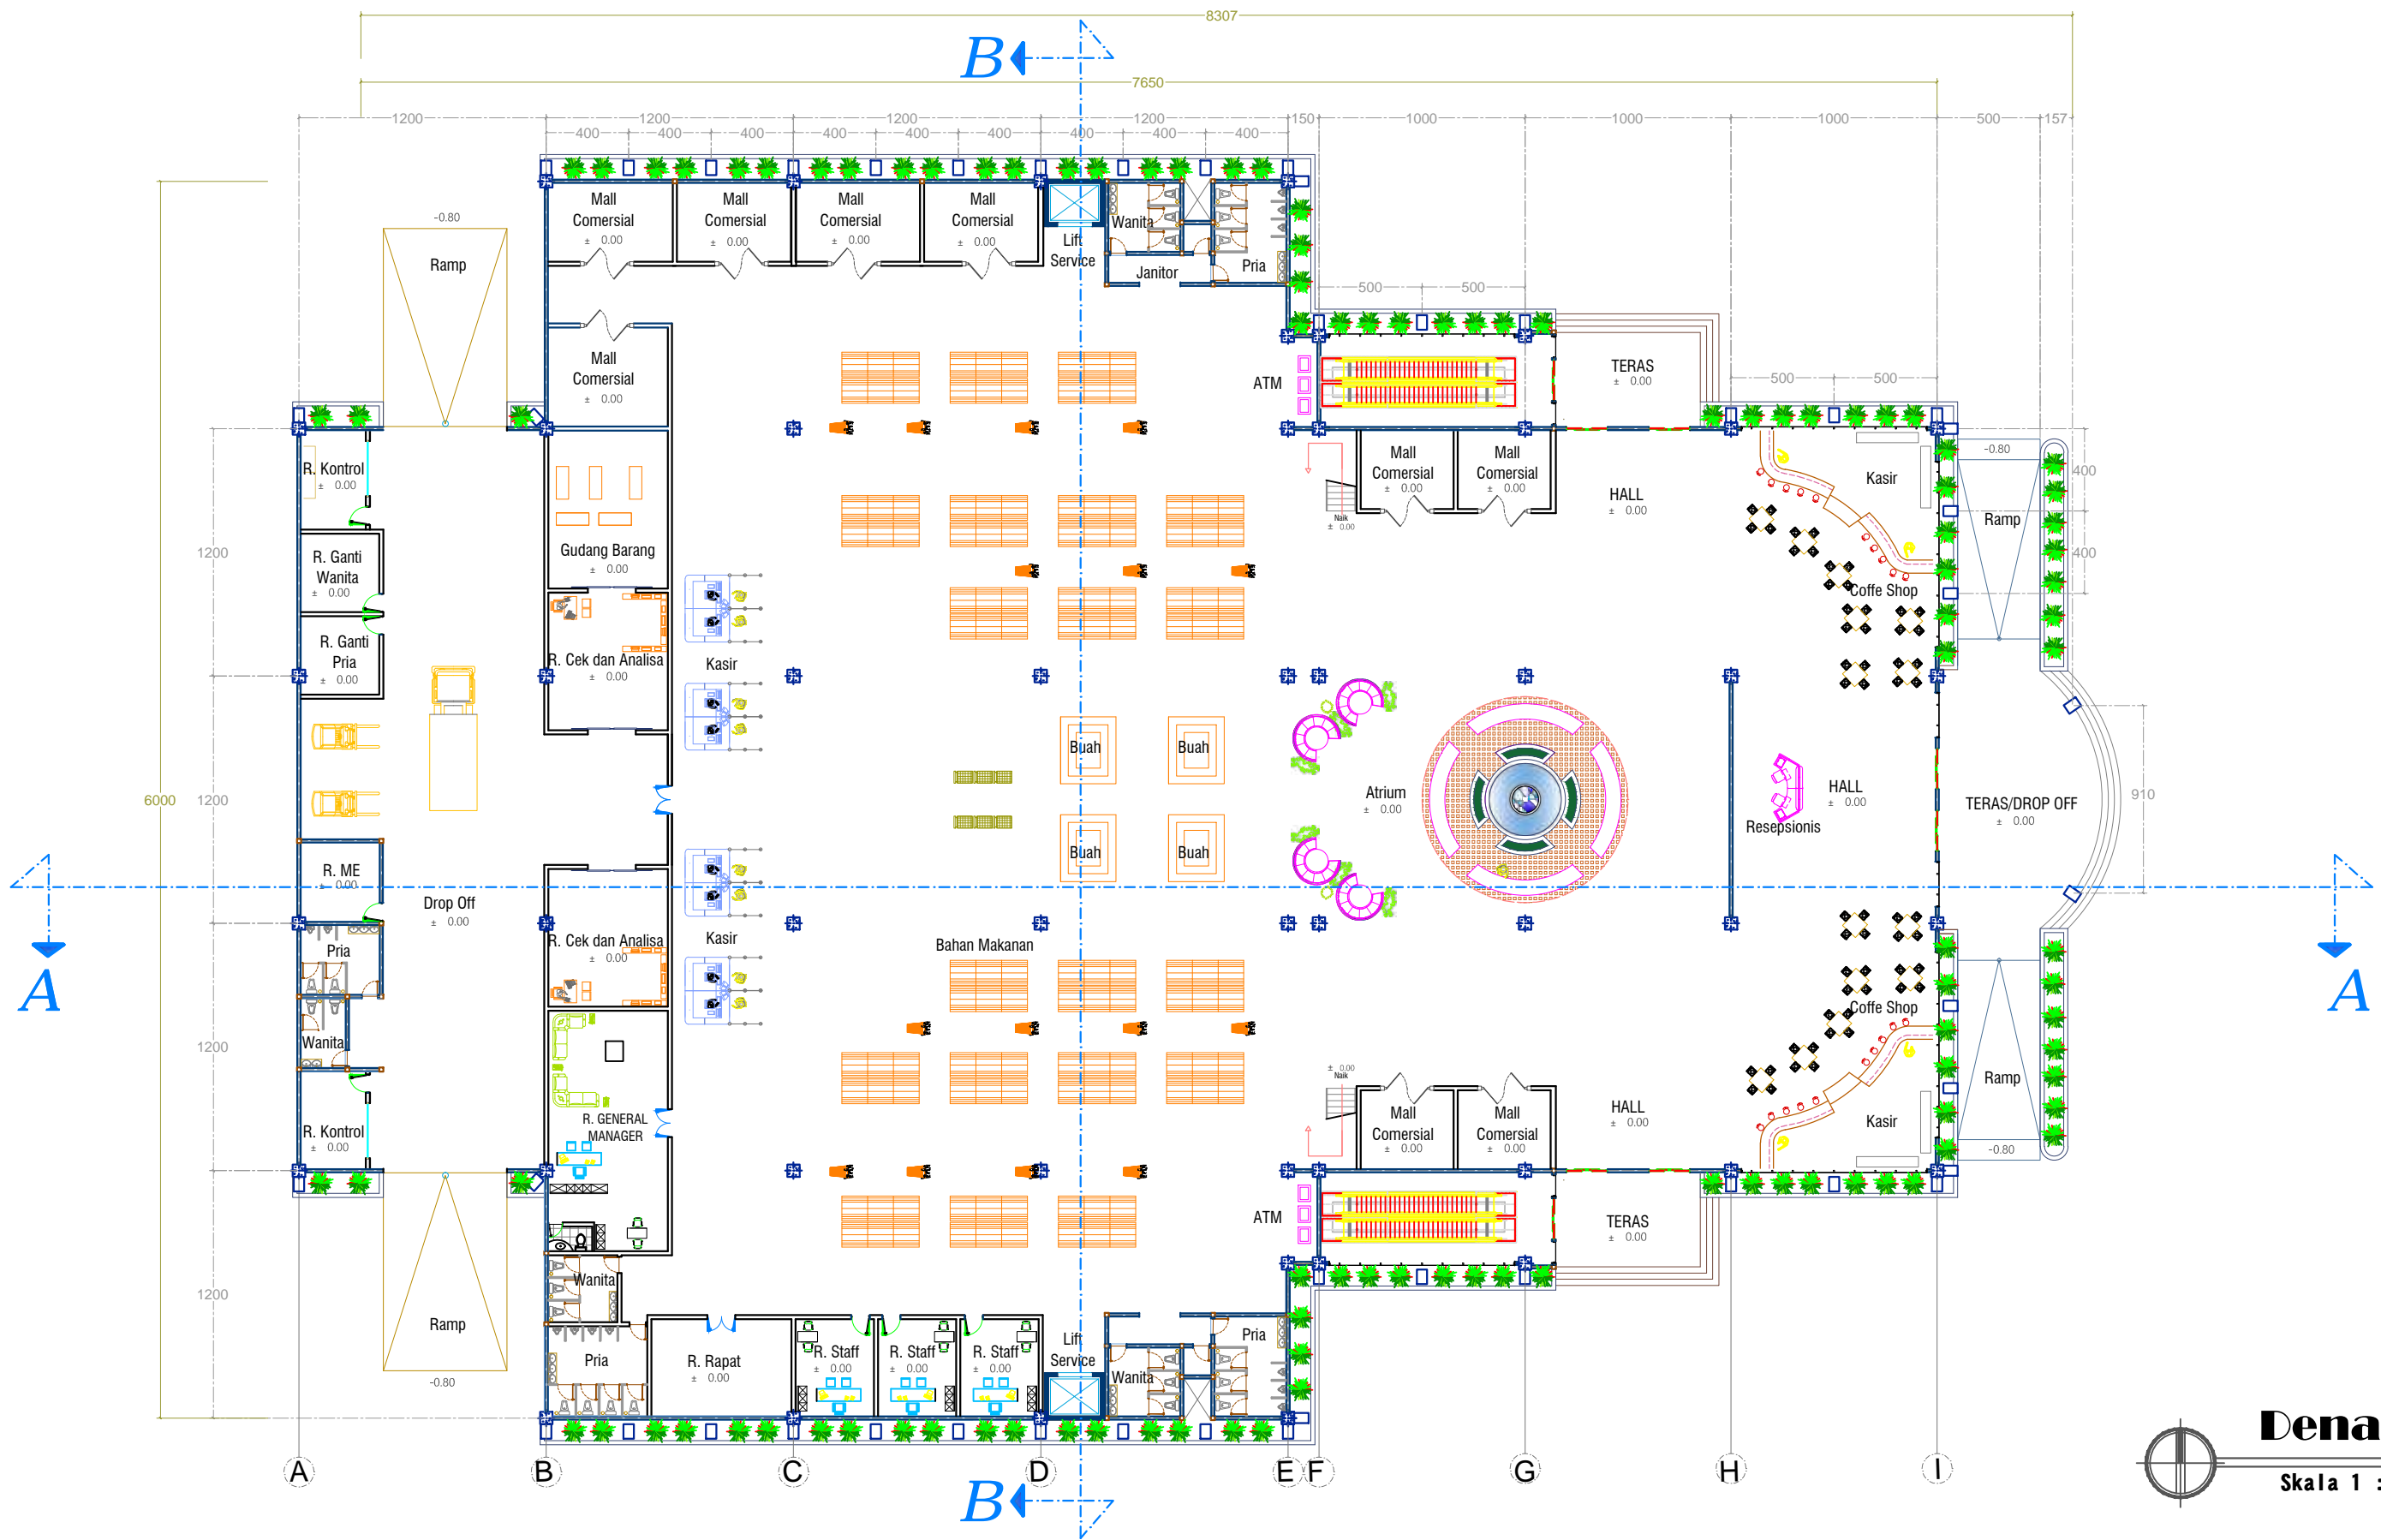 8307
B
7650
1200
1200
1200
1200
150
1000
1000
1000
500
157
400
400
400
400
400
400
400
400
400
-0.80
Ramp
Mall
Comersial
± 0.00
Mall
Comersial
± 0.00
Mall
Comersial
± 0.00
Mall
Comersial
± 0.00
Lift
Service
Wanita
Janitor
Pria
500
500
Mall
Comersial
± 0.00
ATM
TERAS
± 0.00
500
500
R. Kontrol
± 0.00
Gudang Barang
± 0.00
Naik
± 0.00
Mall
Comersial
± 0.00
Mall
Comersial
± 0.00
HALL
± 0.00
Kasir
-0.80
Ramp
400
400
1200
R. Ganti
Wanita
± 0.00
R. Ganti
Pria
± 0.00
R. Cek dan Analisa
± 0.00
Kasir
Coffe Shop
Buah
Buah
Buah
Buah
6000
1200
Atrium
± 0.00
Resepsionis
HALL
± 0.00
TERAS/DROP OFF
± 0.00
910
R. ME
± 0.00
Drop Off
± 0.00
A
A
Pria
Wanita
R. Cek dan Analisa
± 0.00
Kasir
Bahan Makanan
Coffe Shop
1200
R. Kontrol
± 0.00
R. GENERAL
MANAGER
± 0.00
Naik
Mall
Comersial
± 0.00
Mall
Comersial
± 0.00
HALL
± 0.00
Kasir
Ramp
-0.80
1200
Ramp
-0.80
ATM
TERAS
± 0.00
Wanita
Pria
R. Rapat
± 0.00
R. Staff
± 0.00
R. Staff
± 0.00
R. Staff
± 0.00
Lift
Service
Wanita
Pria
A
B
C
D
E
F
G
H
I
B
Dena
Skala 1 :